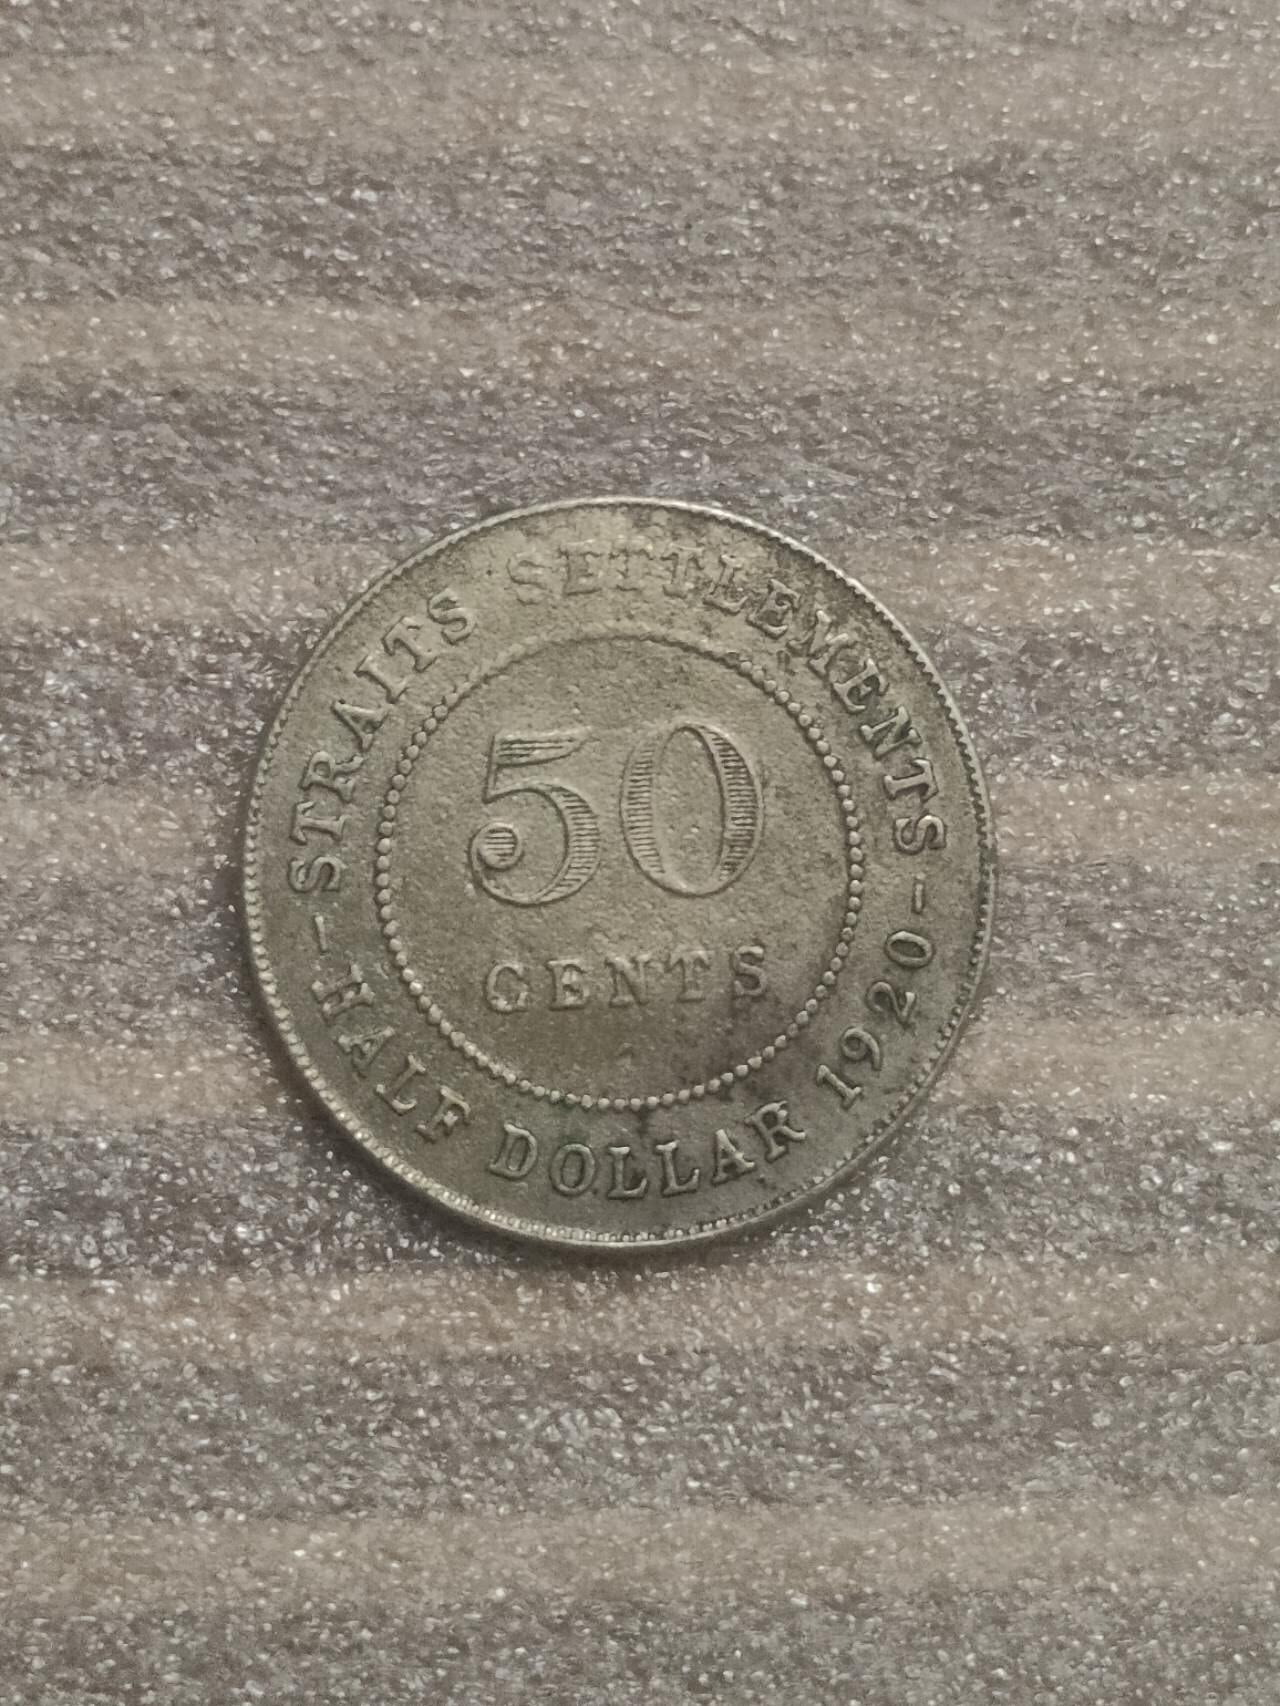 STRAITS SETTLEMENTS
50
CENTS
-HALF DOLLAR 1920-